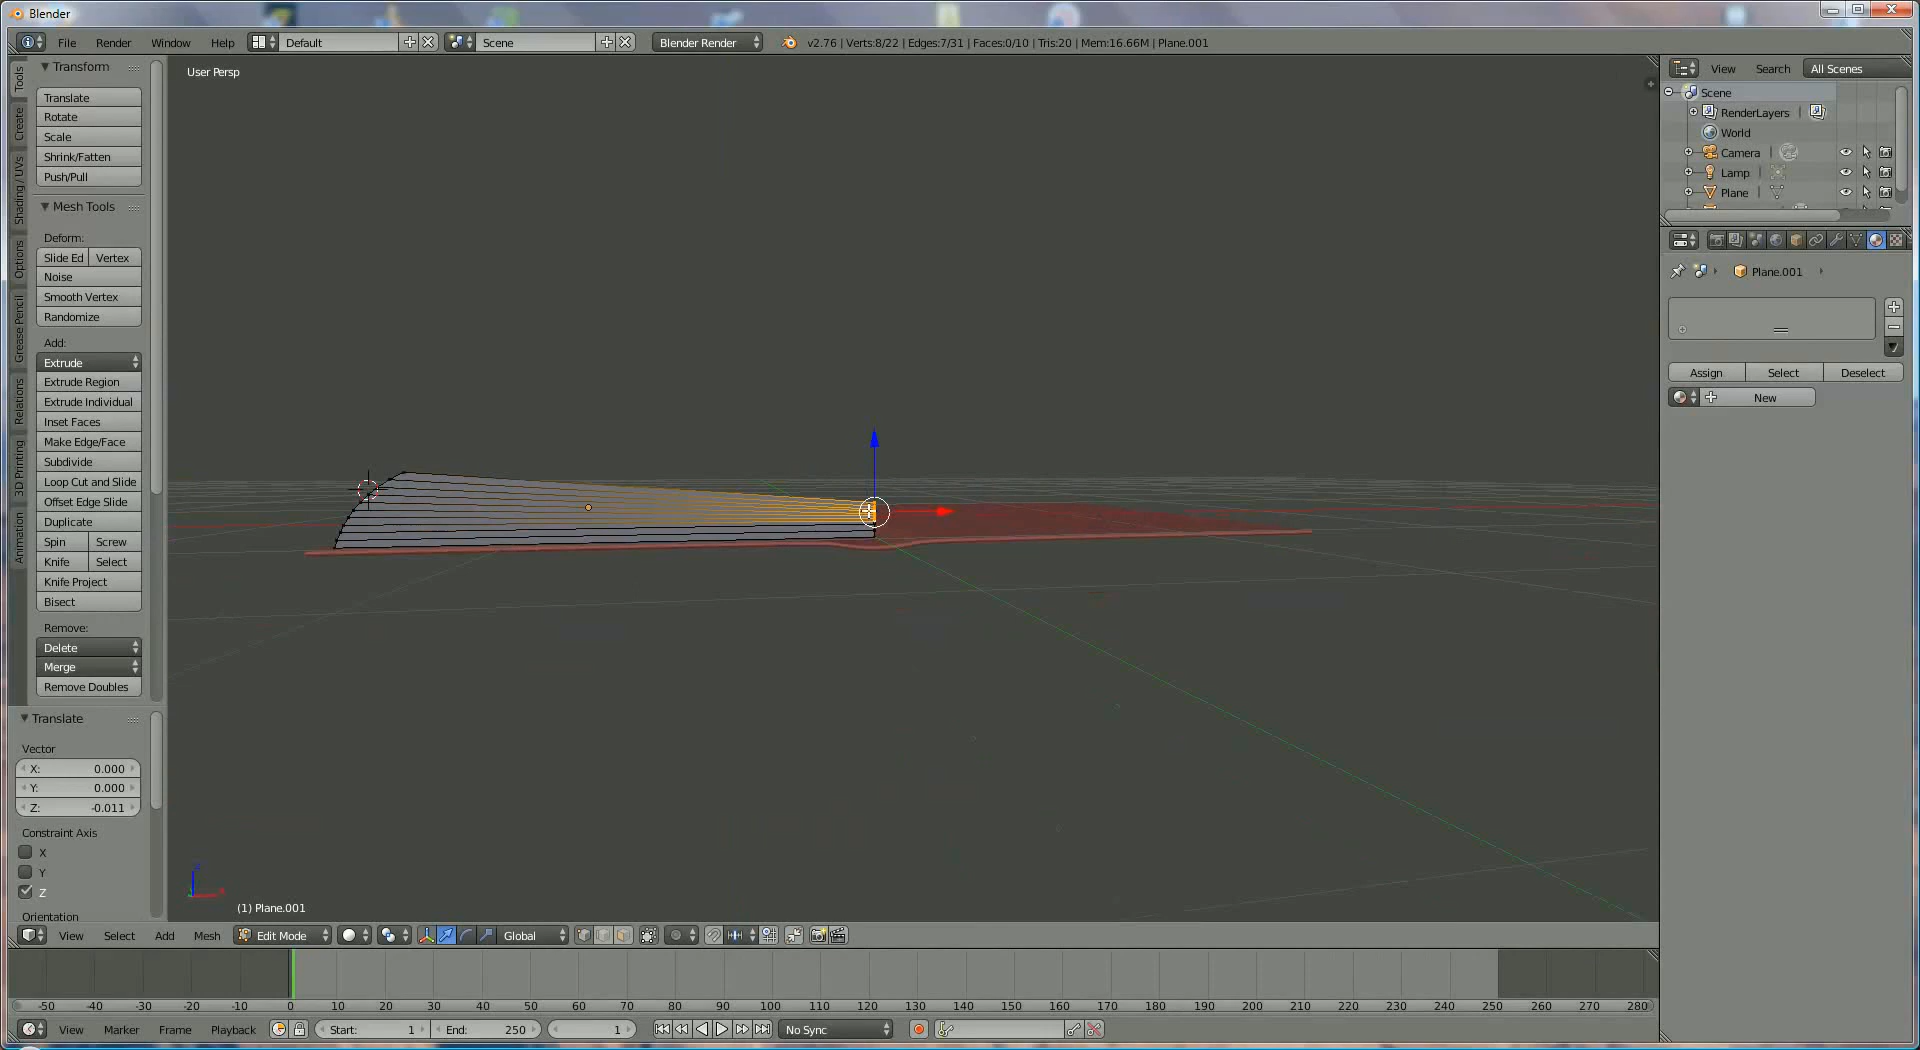 Blender
File Render Window Help Default Scene Blender Render v2.76 | Verts:8/22 | Edges:7/31 | Faces:0/10 | Tris:20 | Mem:16.66M | Plane.001
Tools
Create
Shading / UVs
Options
Grease Pencil
Relations
3D Printing
Animation
Transform
Translate
Rotate
Scale
Shrink/Fatten
Push/Pull
Mesh Tools
Deform:
Slide Ed Vertex
Noise
Smooth Vertex
Randomize
Add:
Extrude
Extrude Region
Extrude Individual
Inset Faces
Make Edge/Face
Subdivide
Loop Cut and Slide
Offset Edge Slide
Duplicate
Spin Screw
Knife Select
Knife Project
Bisect
Remove:
Delete
Merge
Remove Doubles
Translate
Vector
X: 0.000
Y: 0.000
Z: -0.011
Constraint Axis
X
Y
Z
Orientation
User Persp
(1) Plane.001
View Select Add Mesh Edit Mode Global
-50 -40 -30 -20 -10 0 10 20 30 40 50 60 70 80 90 100 110 120 130 140 150 160 170 180 190 200 210 220 230 240 250 260 270 280
View Marker Frame Playback Start: 1 End: 250 1 No Sync
View Search All Scenes
Scene
RenderLayers
World
Camera
Lamp
Plane
Plane.001
Assign Select Deselect
New